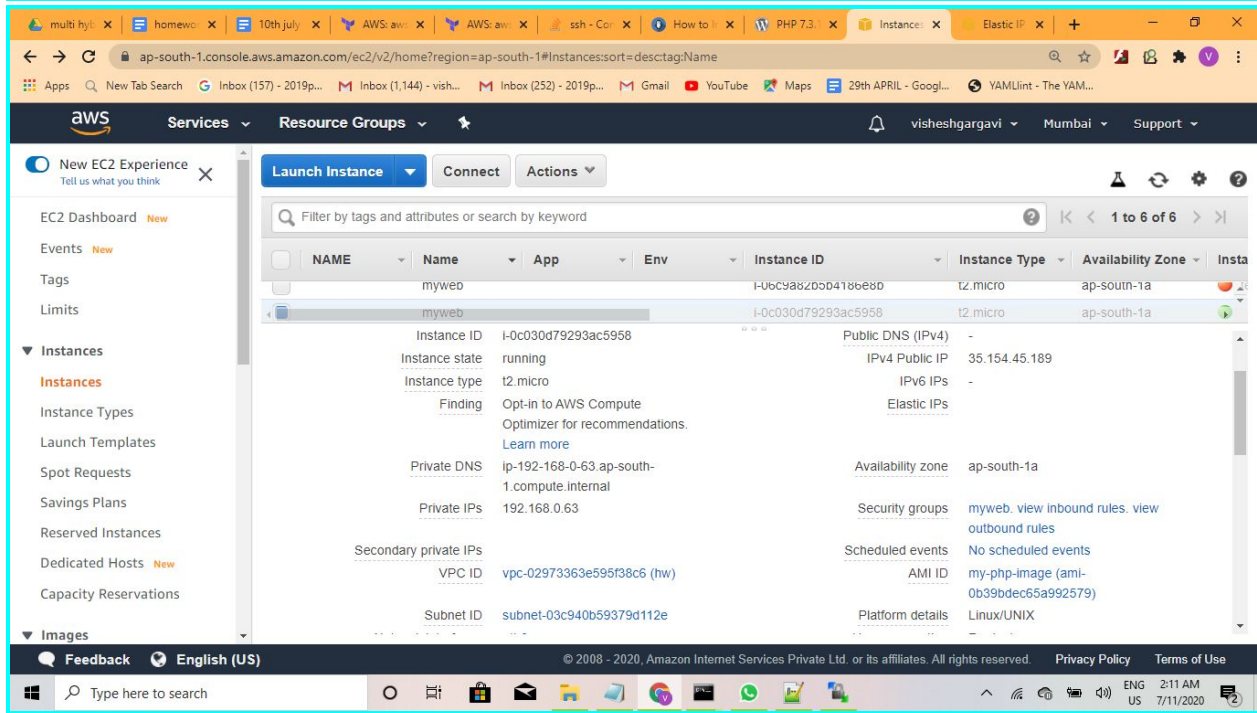 multi hyb
homewo
10th july
AWS: aw
AWS: aw
ssh - Con
How to I
PHP 7.3.
Instances
Elastic IP
ap-south-1.console.aws.amazon.com/ec2/v2/home?region=ap-south-1#Instances:sort=desc:tag:Name
V
Apps
New Tab Search
Inbox (157) - 2019p...
Inbox (1,144) - vish...
Inbox (252) - 2019p...
Gmail
YouTube
Maps
29th APRIL - Googl...
YAMLlint - The YAM...
aws
Services
Resource Groups
visheshgargavi
Mumbai
Support
New EC2 Experience
Tell us what you think
EC2 Dashboard New
Events New
Tags
Limits
Instances
Instances
Instance Types
Launch Templates
Spot Requests
Savings Plans
Reserved Instances
Dedicated Hosts New
Capacity Reservations
Images
Launch Instance
Connect
Actions
Filter by tags and attributes or search by keyword
1 to 6 of 6
NAME Name App Env Instance ID Instance Type Availability Zone Insta
myweb i-06c9a82b5b4186e8b t2.micro ap-south-1a
myweb i-0c030d79293ac5958 t2.micro ap-south-1a
Instance ID i-0c030d79293ac5958
Public DNS (IPv4) -
Instance state running
IPv4 Public IP 35.154.45.189
Instance type t2.micro
IPv6 IPs -
Finding Opt-in to AWS Compute
Optimizer for recommendations.
Learn more
Elastic IPs
Private DNS ip-192-168-0-63.ap-south-
1.compute.internal
Availability zone ap-south-1a
Private IPs 192.168.0.63
Security groups myweb. view inbound rules. view
outbound rules
Secondary private IPs
Scheduled events No scheduled events
VPC ID vpc-02973363e595f38c6 (hw)
AMI ID my-php-image (ami-
0b39bdec65a992579)
Subnet ID subnet-03c940b59379d112e
Platform details Linux/UNIX
Feedback
English (US)
© 2008 - 2020, Amazon Internet Services Private Ltd. or its affiliates. All rights reserved.
Privacy Policy
Terms of Use
Type here to search
ENG
US
2:11 AM
7/11/2020
2